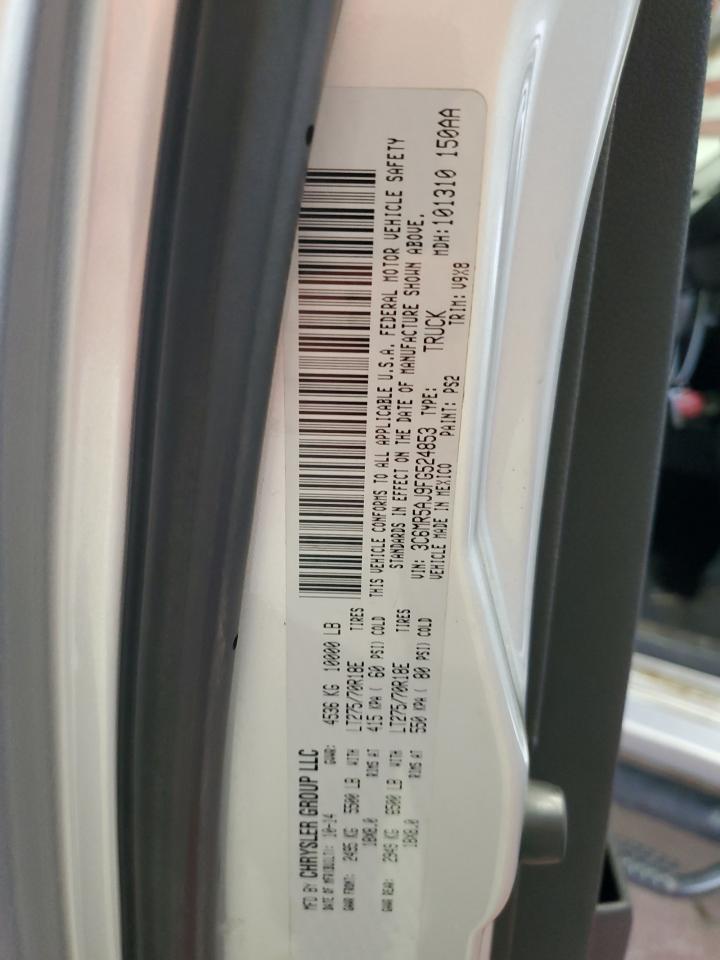 MFD BY CHRYSLER GROUP LLC
DATE OF MFR(BUILT): 10-14 GVWR: 4536 KG 10000 LB
GAWR FRONT: 2495 KG 5500 LB WITH LT275/70R18E TIRES
18X8.0 RIMS AT 415 KPA ( 60 PSI) COLD
GAWR REAR: 2949 KG 6500 LB WITH LT275/70R18E TIRES
18X8.0 RIMS AT 550 KPA ( 80 PSI) COLD
THIS VEHICLE CONFORMS TO ALL APPLICABLE U.S.A. FEDERAL MOTOR VEHICLE SAFETY
STANDARDS IN EFFECT ON THE DATE OF MANUFACTURE SHOWN ABOVE.
VIN: 3C6MR5AJ9FG524853 TYPE: TRUCK MDH:101310 150AA
VEHICLE MADE IN MEXICO PAINT: PS2 TRIM: V9X8